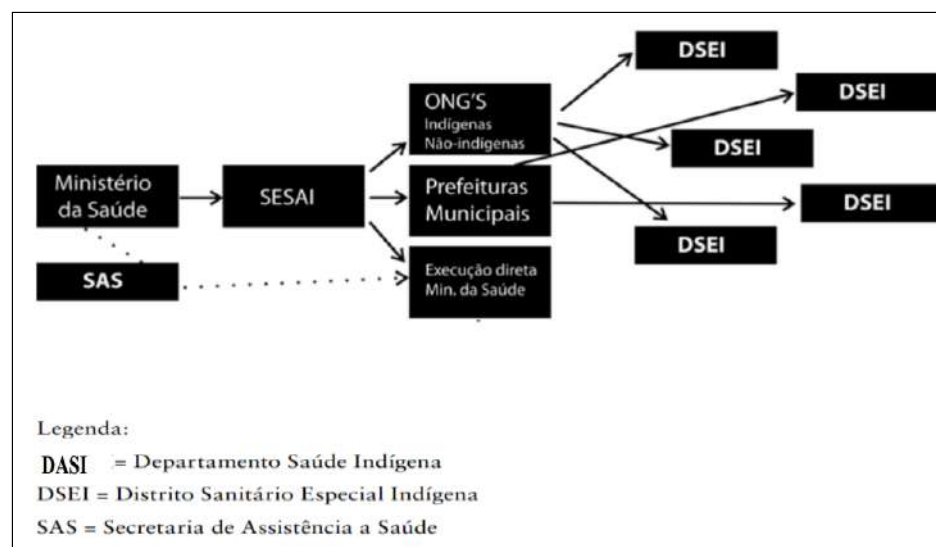 DSEI
DSEI
DSEI
DSEI
DSEI
ONG'S
Indígenas
Não-indígenas
Ministério
da Saúde
SESAI
Prefeituras
Municipais
SAS
Execução direta
Min. da Saúde
Legenda:
DASI = Departamento Saúde Indígena
DSEI = Distrito Sanitário Especial Indígena
SAS = Secretaria de Assistência a Saúde